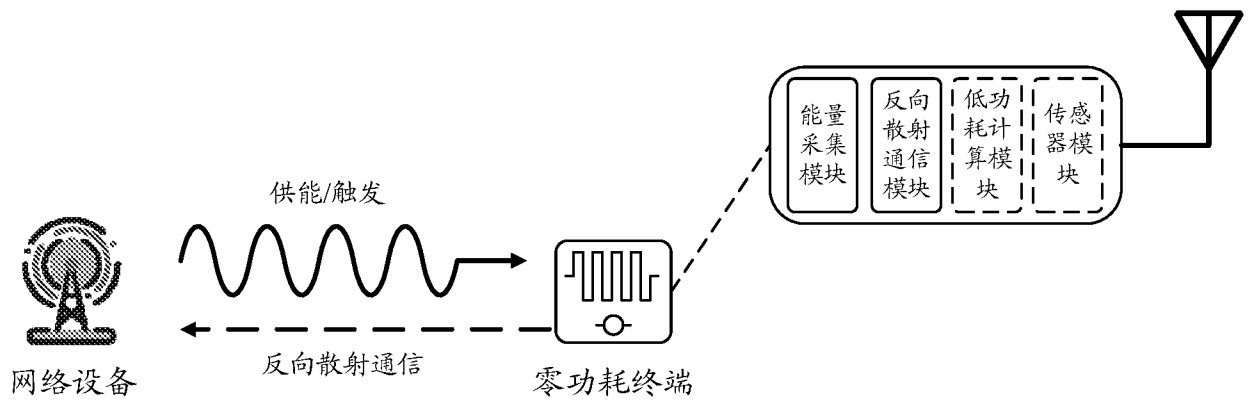 能量
采集
模块
反向
散射
通信
模块
低功
耗计
算模
块
传感
器模
块
供能/触发
反向散射通信
网络设备
零功耗终端